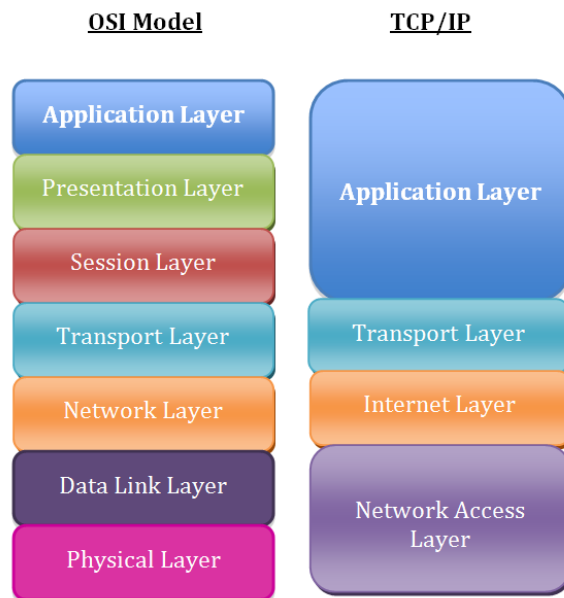 OSI Model
Application Layer
Presentation Layer
Session Layer
Transport Layer
Network Layer
Data Link Layer
Physical Layer
TCP/IP
Application Layer
Transport Layer
Internet Layer
Network Access
Layer